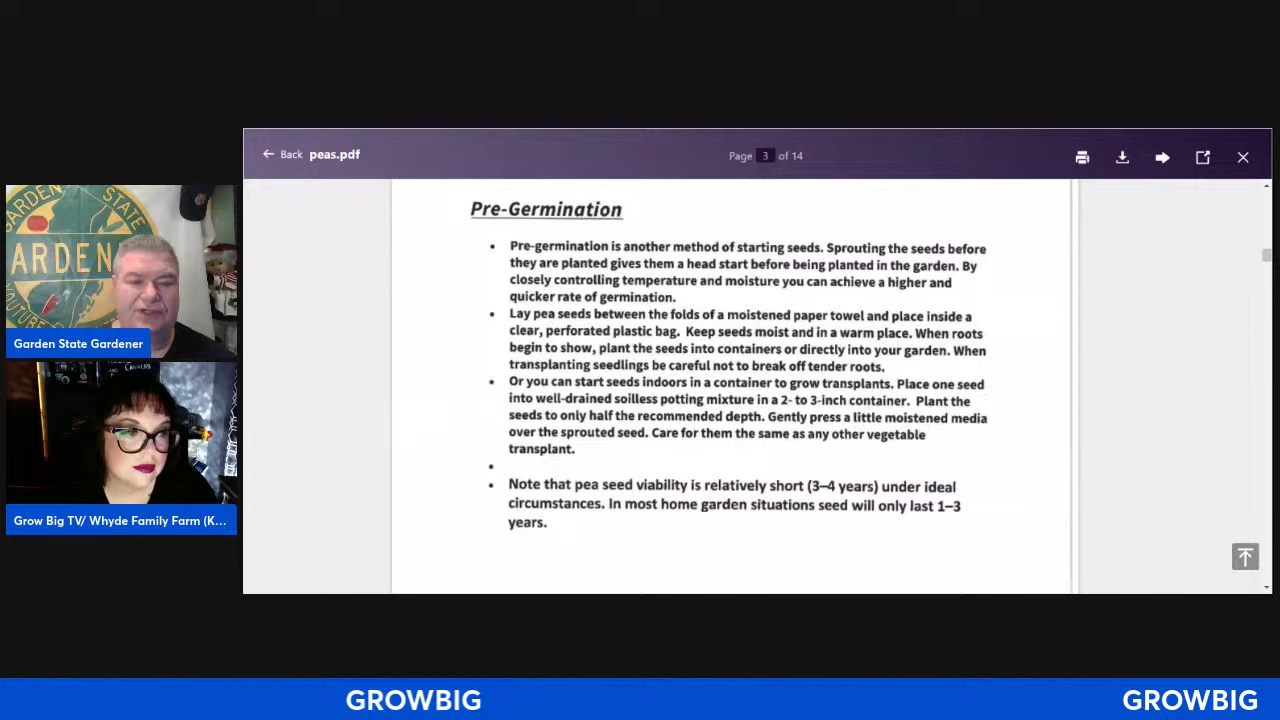 ← Back peas.pdf
Page 3 of 14
Pre-Germination
• Pre-germination is another method of starting seeds. Sprouting the seeds before
they are planted gives them a head start before being planted in the garden. By
closely controlling temperature and moisture you can achieve a higher and
quicker rate of germination.
• Lay pea seeds between the folds of a moistened paper towel and place inside a
clear, perforated plastic bag. Keep seeds moist and in a warm place. When roots
begin to show, plant the seeds into containers or directly into your garden. When
transplanting seedlings be careful not to break off tender roots.
• Or you can start seeds indoors in a container to grow transplants. Place one seed
into well-drained soilless potting mixture in a 2- to 3-inch container. Plant the
seeds to only half the recommended depth. Gently press a little moistened media
over the sprouted seed. Care for them the same as any other vegetable
transplant.
•
• Note that pea seed viability is relatively short (3–4 years) under ideal
circumstances. In most home garden situations seed will only last 1–3
years.
GARDEN STATE
ARDEN
YOUTUBE
Garden State Gardener
Grow Big TV/ Whyde Family Farm (K...
GROWBIG GROWBIG